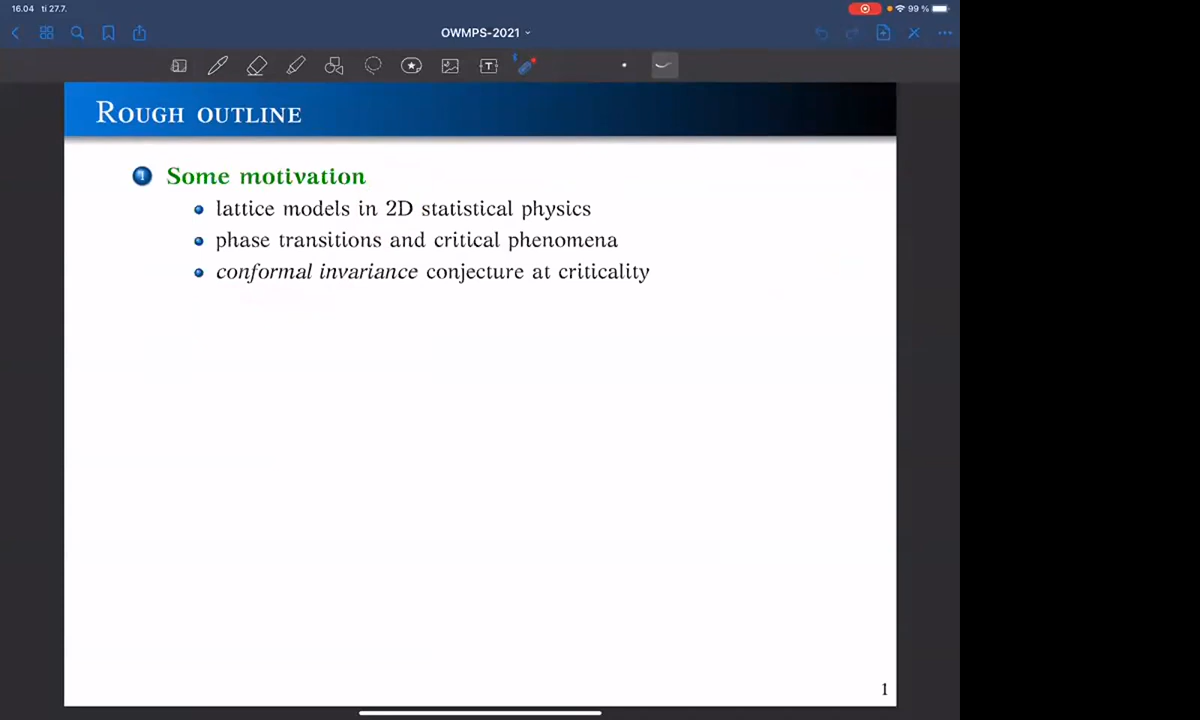 16.04 ti 27.7.
99 %
OWMPS-2021
T
ROUGH OUTLINE
1 Some motivation
lattice models in 2D statistical physics
phase transitions and critical phenomena
conformal invariance conjecture at criticality
1